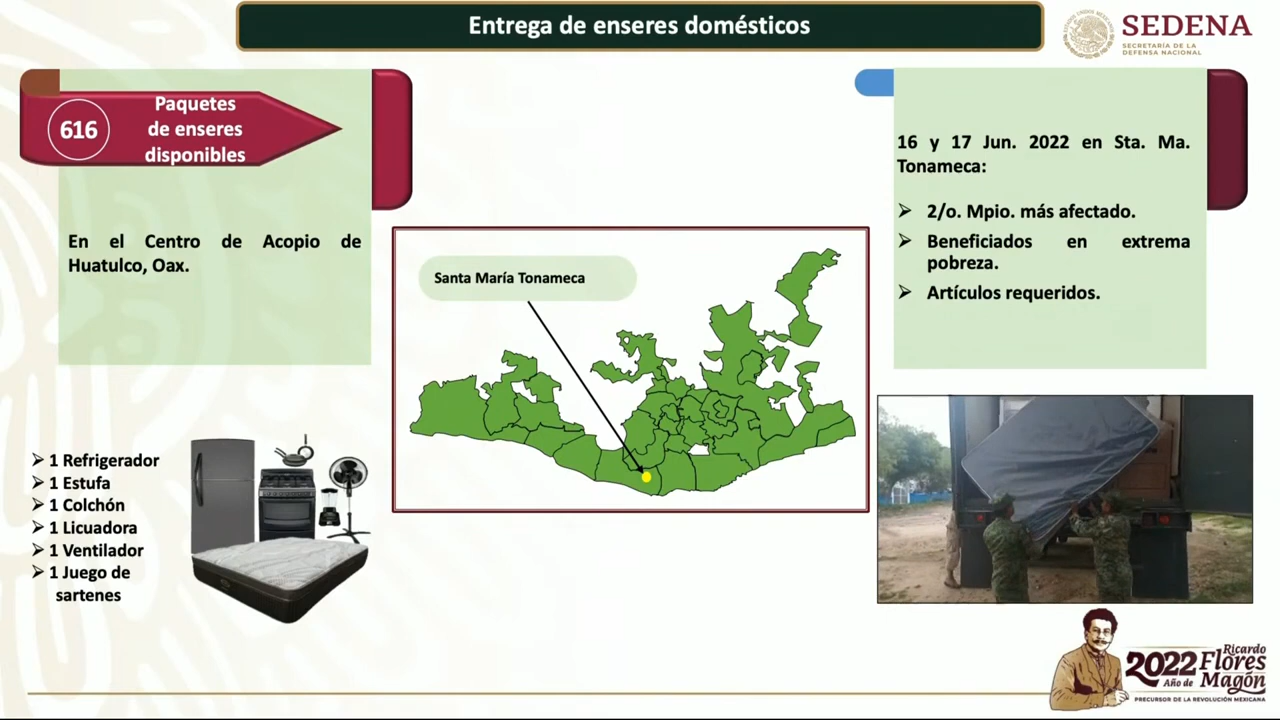 Entrega de enseres domésticos
SEDENA
SECRETARÍA DE LA
DEFENSA NACIONAL
616
Paquetes
de enseres
disponibles
En el Centro de Acopio de
Huatulco, Oax.
➢ 1 Refrigerador
➢ 1 Estufa
➢ 1 Colchón
➢ 1 Licuadora
➢ 1 Ventilador
➢ 1 Juego de
sartenes
Santa María Tonameca
16 y 17 Jun. 2022 en Sta. Ma.
Tonameca:
➢ 2/o. Mpio. más afectado.
➢ Beneficiados en extrema
pobreza.
➢ Artículos requeridos.
2022 Ricardo
Flores
Año de Magón
PRECURSOR DE LA REVOLUCIÓN MEXICANA